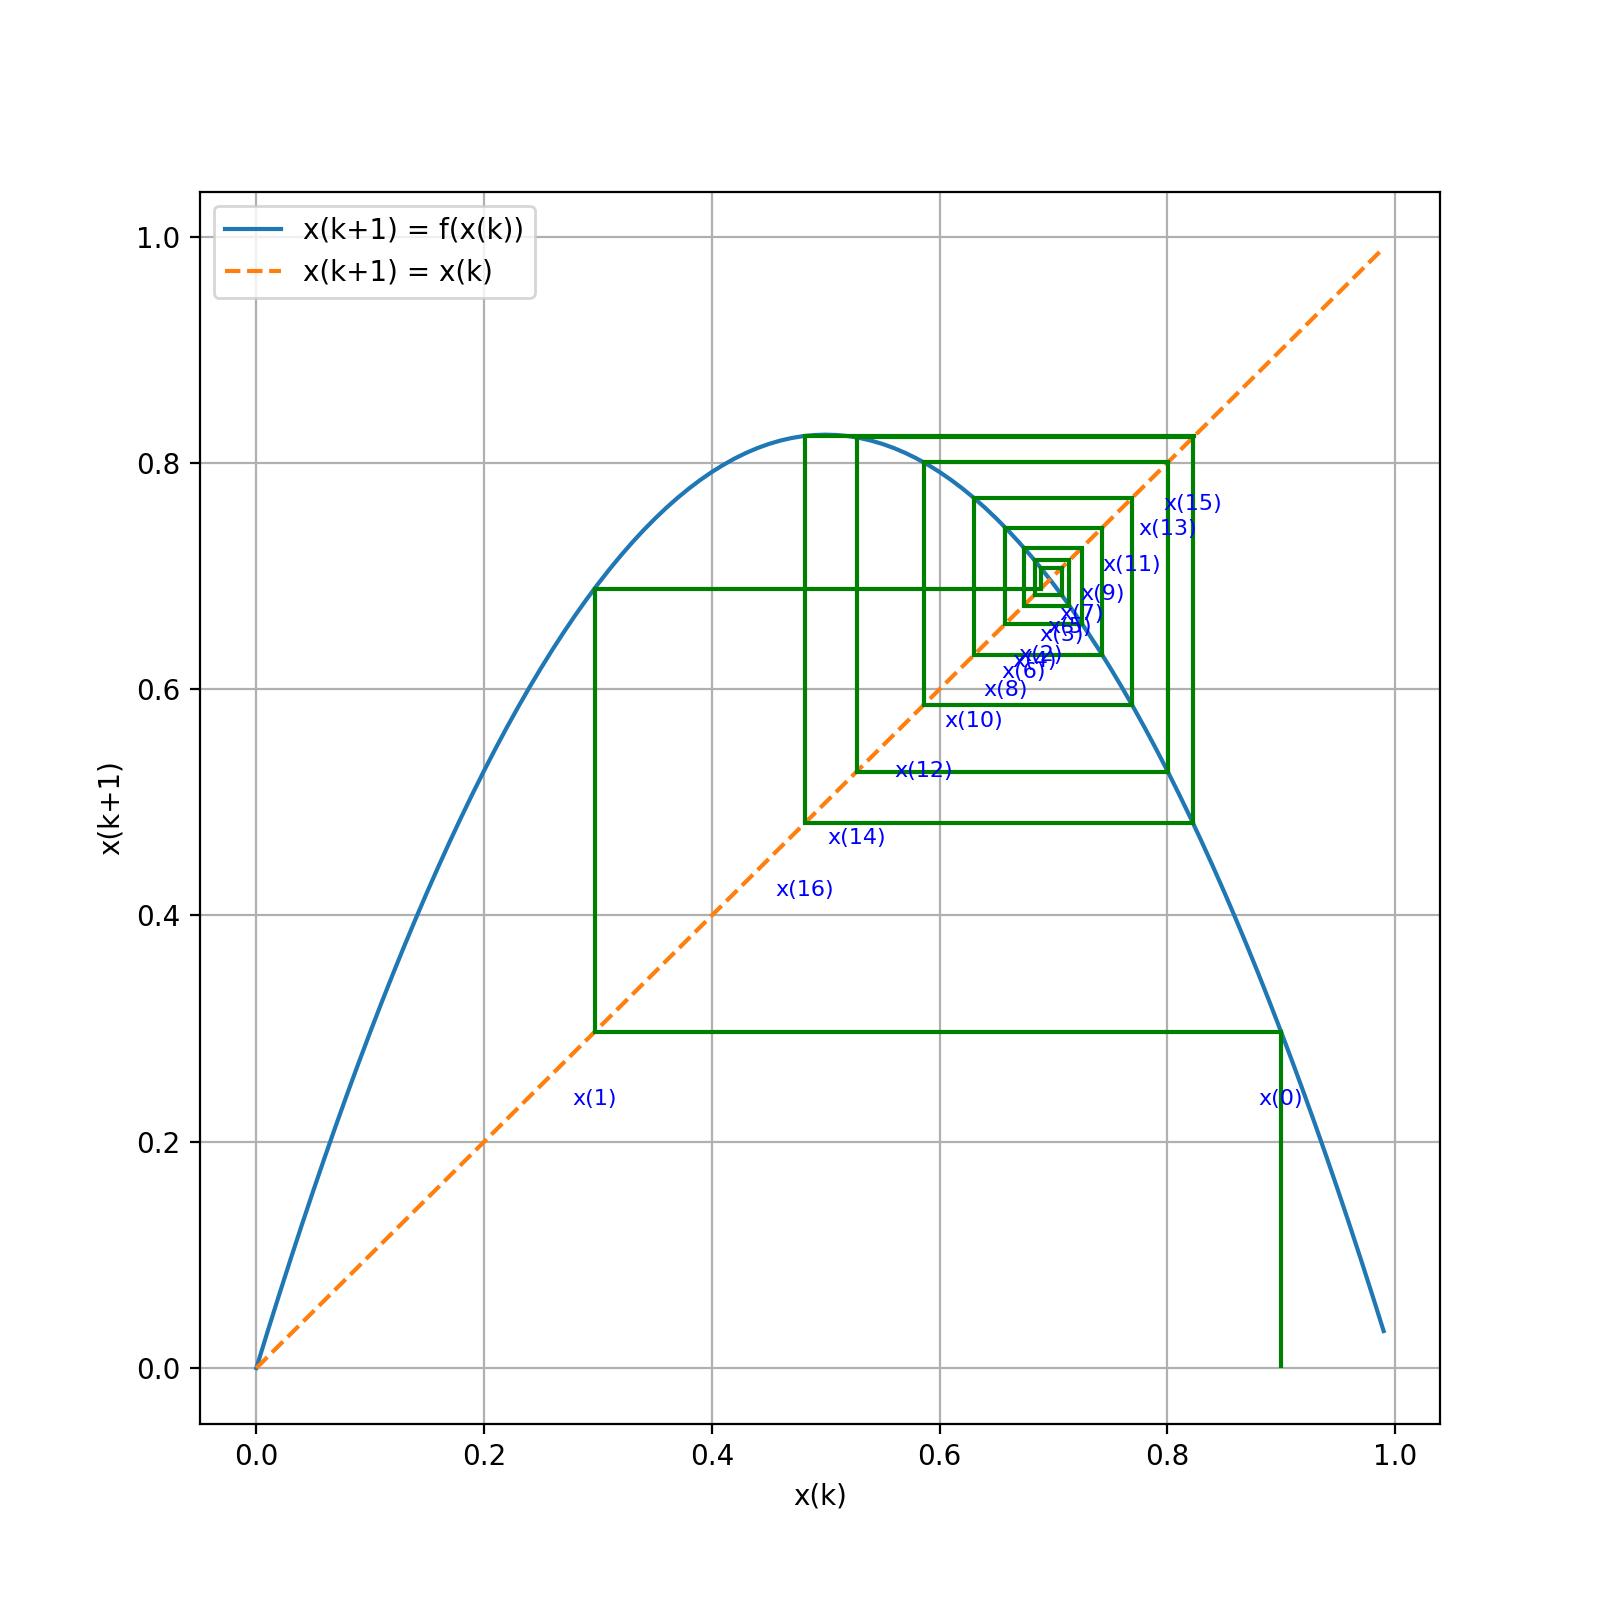 x(k+1) = f(x(k))
x(k+1) = x(k)
1.0
0.8
0.6
0.4
0.2
0.0
x(k+1)
x(15)
x(13)
x(11)
x(9)
x(7)
x(3)
x(2)
x(6)
x(8)
x(10)
x(12)
x(14)
x(16)
x(1)
x(0)
0.0 0.2 0.4 0.6 0.8 1.0
x(k)